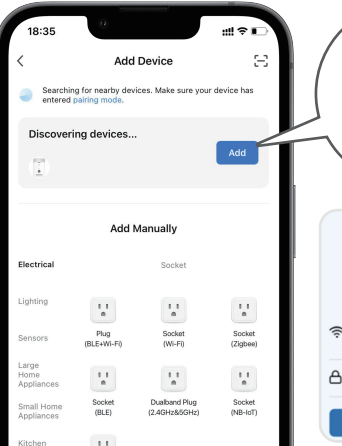 18:35
Add Device
Searching for nearby devices. Make sure your device has
entered pairing mode.
Discovering devices...
Add
Add Manually
Electrical
Socket
Lighting
Sensors
Large
Home
Appliances
Small Home
Appliances
Kitchen
Plug
(BLE+Wi-Fi)
Socket
(Wi-Fi)
Socket
(Zigbee)
Socket
(BLE)
Dualband Plug
(2.4GHz&5GHz)
Socket
(NB-IoT)